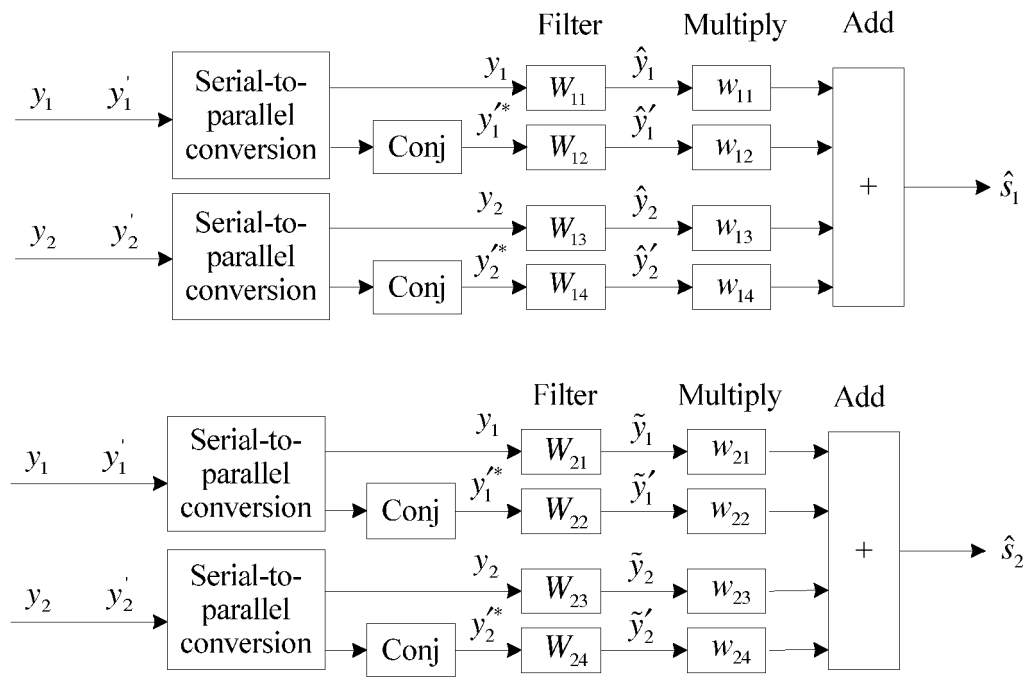 Filter Multiply Add
y₁ y₁' Serial-to-parallel conversion y₁ W₁₁ ŷ₁ w₁₁
Conj y₁′* W₁₂ ŷ₁′ w₁₂
y₂ y₂' Serial-to-parallel conversion y₂ W₁₃ ŷ₂ w₁₃
Conj y₂′* W₁₄ ŷ₂′ w₁₄
+ ŝ₁
Filter Multiply Add
y₁ y₁' Serial-to-parallel conversion y₁ W₂₁ ỹ₁ w₂₁
Conj y₁′* W₂₂ ỹ₁′ w₂₂
y₂ y₂' Serial-to-parallel conversion y₂ W₂₃ ỹ₂ w₂₃
Conj y₂′* W₂₄ ỹ₂′ w₂₄
+ ŝ₂